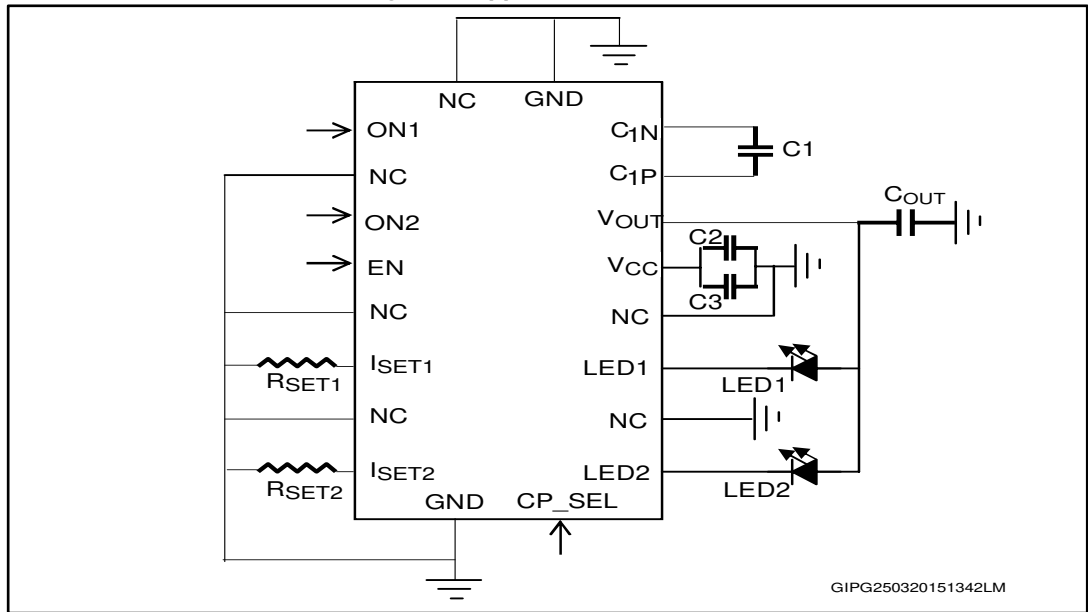 NC GND
ON1
NC
ON2
EN
NC
ISET1
NC
ISET2
RSET1
RSET2
GND CP_SEL
C1N
C1P
VOUT
VCC
NC
LED1
NC
LED2
C1
COUT
C2
C3
LED1
LED2
GIPG250320151342LM